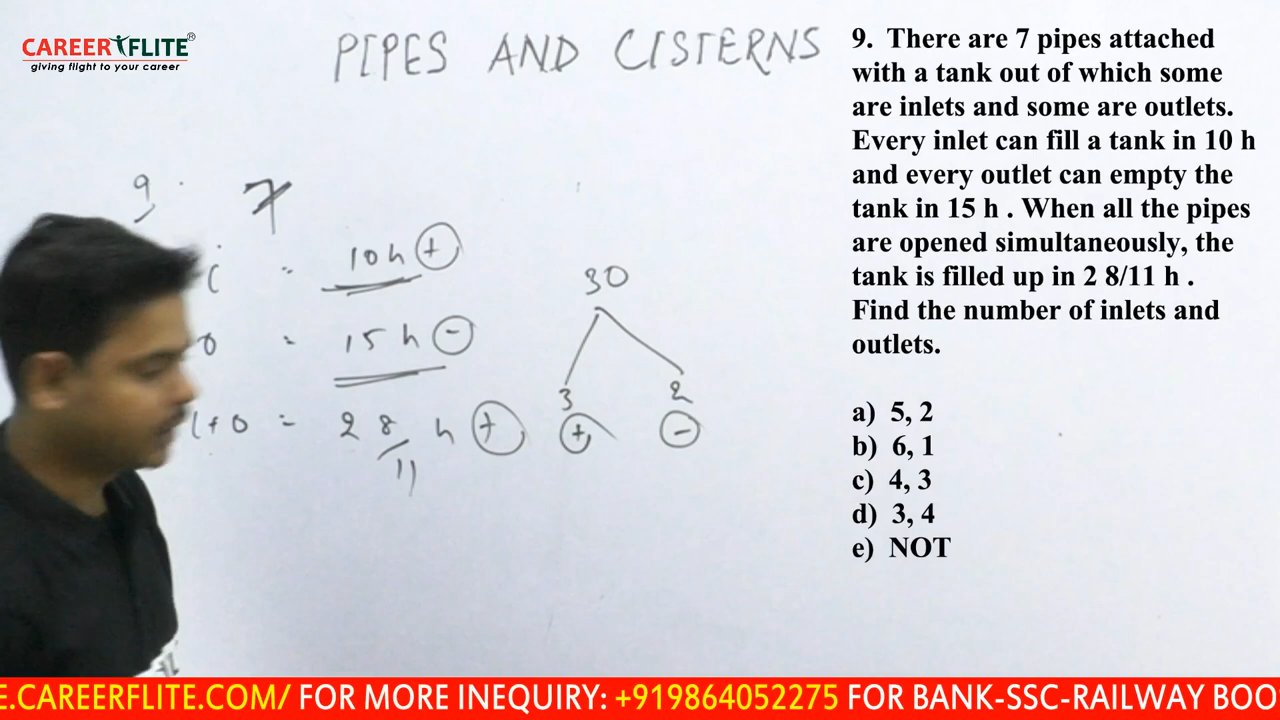 CAREER FLITE®
giving flight to your career
PIPES AND CISTERNS
9. 7
i = 10h +
O = 15h -
I+O = 2 8/11 h +
30
3 2
+ -
9. There are 7 pipes attached
with a tank out of which some
are inlets and some are outlets.
Every inlet can fill a tank in 10 h
and every outlet can empty the
tank in 15 h . When all the pipes
are opened simultaneously, the
tank is filled up in 2 8/11 h .
Find the number of inlets and
outlets.
a) 5, 2
b) 6, 1
c) 4, 3
d) 3, 4
e) NOT
E.CAREERFLITE.COM/ FOR MORE INEQUIRY: +919864052275 FOR BANK-SSC-RAILWAY BOO